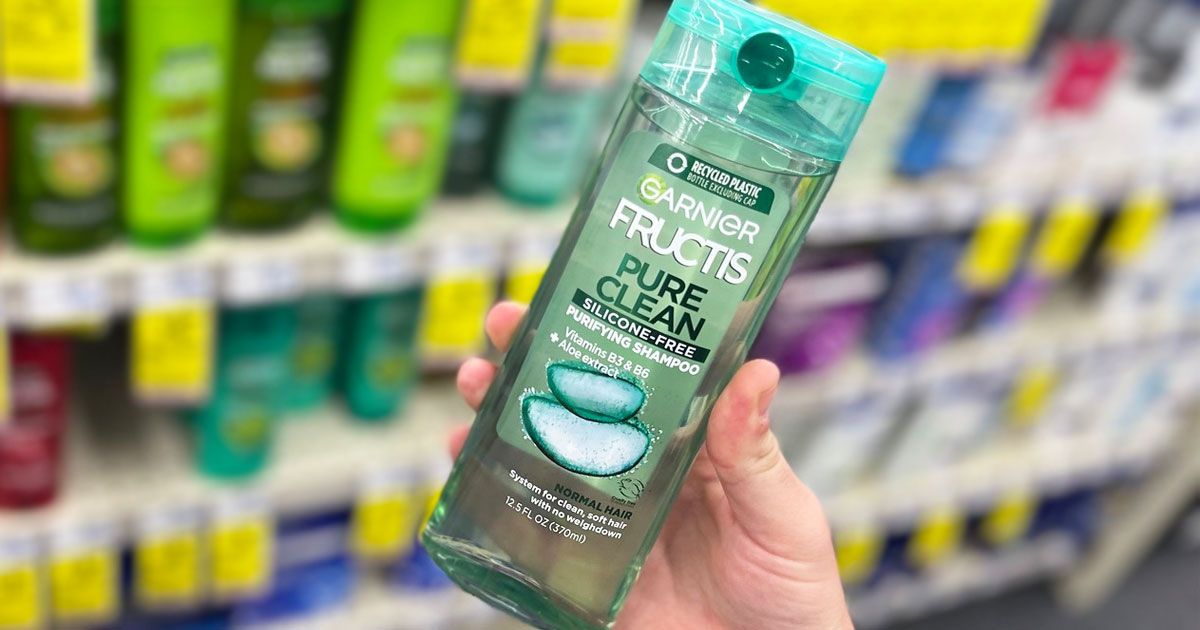 RECYCLED PLASTIC
BOTTLE EXCLUDING CAP
GARNIER
FRUCTIS
PURE
CLEAN
SILICONE-FREE
PURIFYING SHAMPOO
Vitamins B3 & B6
+ Aloe extract
NORMAL HAIR
System for clean, soft hair
with no weighdown
12.5 FL OZ (370ml)